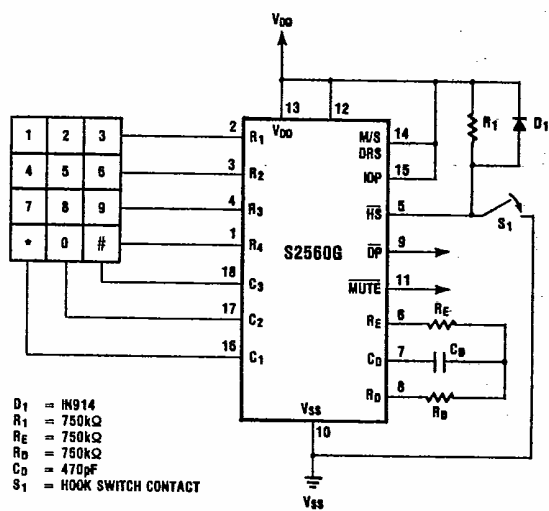 VDD
13
12
VDD
1 2 3
4 5 6
7 8 9
* 0 #
2 R1
3 R2
4 R3
1 R4
18 C3
17 C2
16 C1
S2560G
M/S 14
DRS
IDP 15
HS 5
DP 9
MUTE 11
RE 6
CD 7
RD 8
VSS
10
VSS
R1
D1
S1
RE
CD
RD
D1 = IN914
R1 = 750kΩ
RE = 750kΩ
RD = 750kΩ
CD = 470pF
S1 = HOOK SWITCH CONTACT